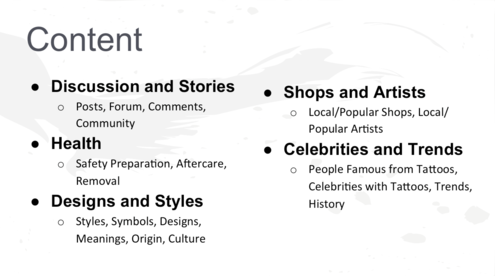 Content
● Discussion and Stories
○ Posts, Forum, Comments,
Community
● Health
○ Safety Preparation, Aftercare,
Removal
● Designs and Styles
○ Styles, Symbols, Designs,
Meanings, Origin, Culture
● Shops and Artists
○ Local/Popular Shops, Local/
Popular Artists
● Celebrities and Trends
○ People Famous from Tattoos,
Celebrities with Tattoos, Trends,
History